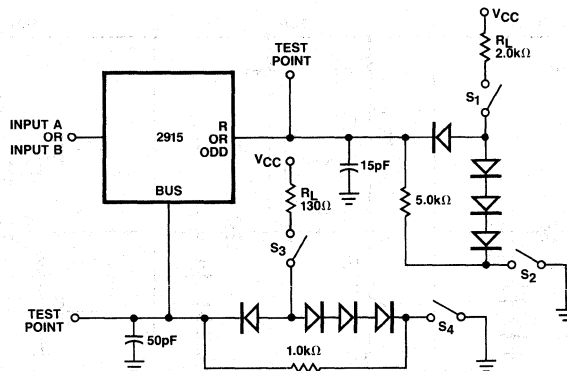 VCC
RL
2.0kΩ
TEST
POINT
S1
INPUT A
OR
INPUT B
2915
R
OR
ODD
BUS
VCC
15pF
RL
130Ω
5.0kΩ
S3
S2
TEST
POINT
50pF
S4
1.0kΩ